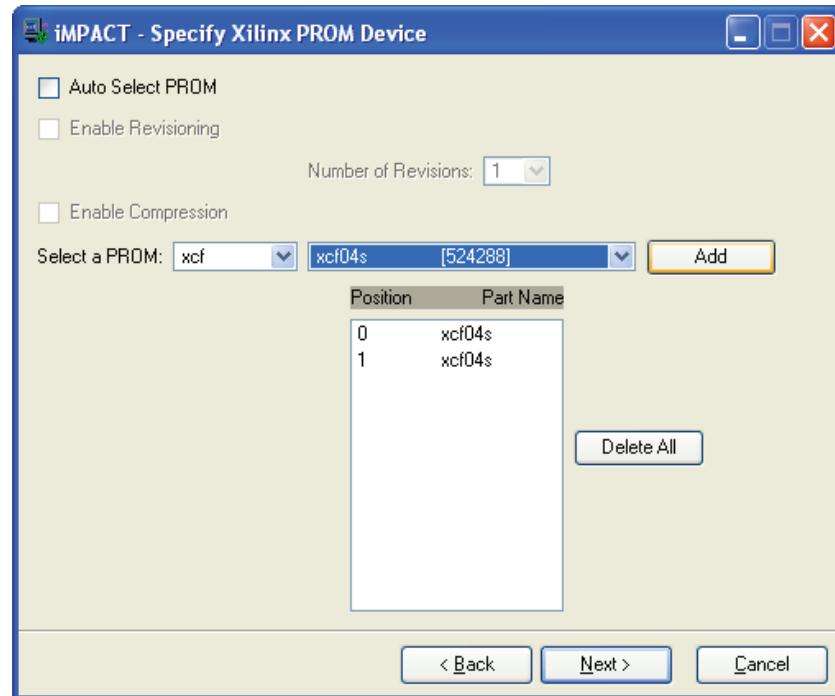 iMPACT - Specify Xilinx PROM Device
Auto Select PROM
Enable Revisioning
Number of Revisions: 1
Enable Compression
Select a PROM: xcf xcf04s [524288] Add
Position Part Name
0 xcf04s
1 xcf04s
Delete All
< Back Next > Cancel